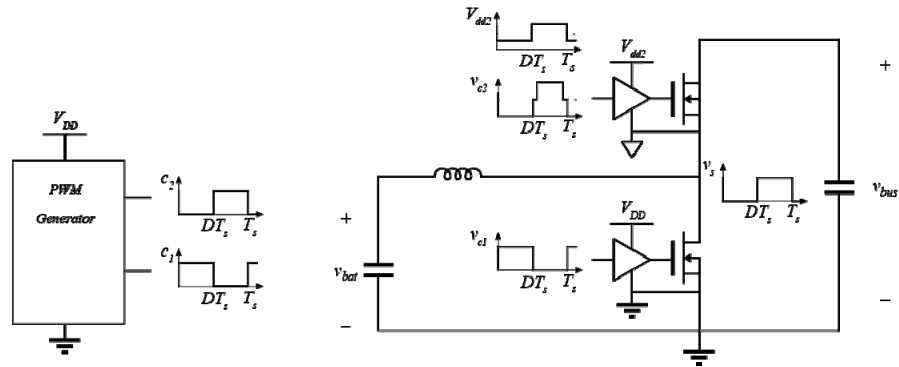 V_DD
PWM
Generator
c_2
DT_s T_s
c_1
DT_s T_s
V_dd2
DT_s T_s
v_c2
DT_s T_s
V_dd2
+
v_bat
−
v_c1
DT_s T_s
V_DD
v_s
DT_s T_s
+
v_bus
−